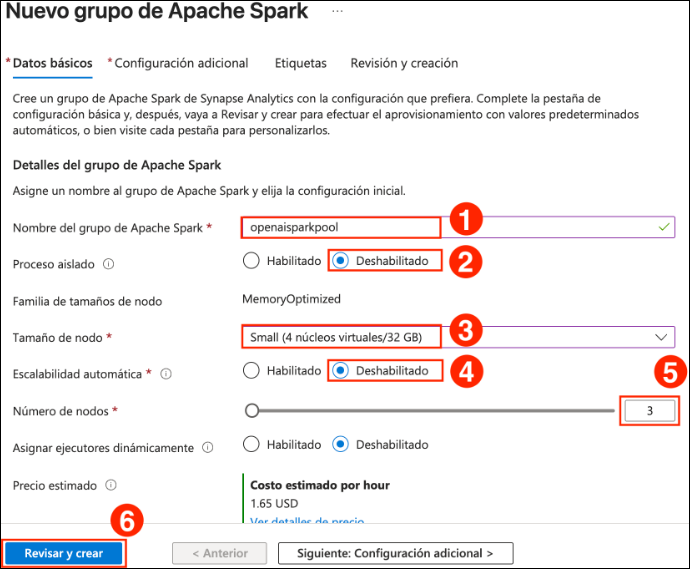 Nuevo grupo de Apache Spark ...
* Datos básicos * Configuración adicional Etiquetas Revisión y creación
Cree un grupo de Apache Spark de Synapse Analytics con la configuración que prefiera. Complete la pestaña de
configuración básica y, después, vaya a Revisar y crear para efectuar el aprovisionamiento con valores predeterminados
automáticos, o bien visite cada pestaña para personalizarlos.
Detalles del grupo de Apache Spark
Asigne un nombre al grupo de Apache Spark y elija la configuración inicial.
Nombre del grupo de Apache Spark * openaisparkpool 1
Proceso aislado Habilitado Deshabilitado 2
Familia de tamaños de nodo MemoryOptimized
Tamaño de nodo * Small (4 núcleos virtuales/32 GB) 3
Escalabilidad automática * Habilitado Deshabilitado 4 5
Número de nodos * 3
Asignar ejecutores dinámicamente Habilitado Deshabilitado
Precio estimado Costo estimado por hour
1.65 USD
Ver detalles de precio
6
Revisar y crear < Anterior Siguiente: Configuración adicional >